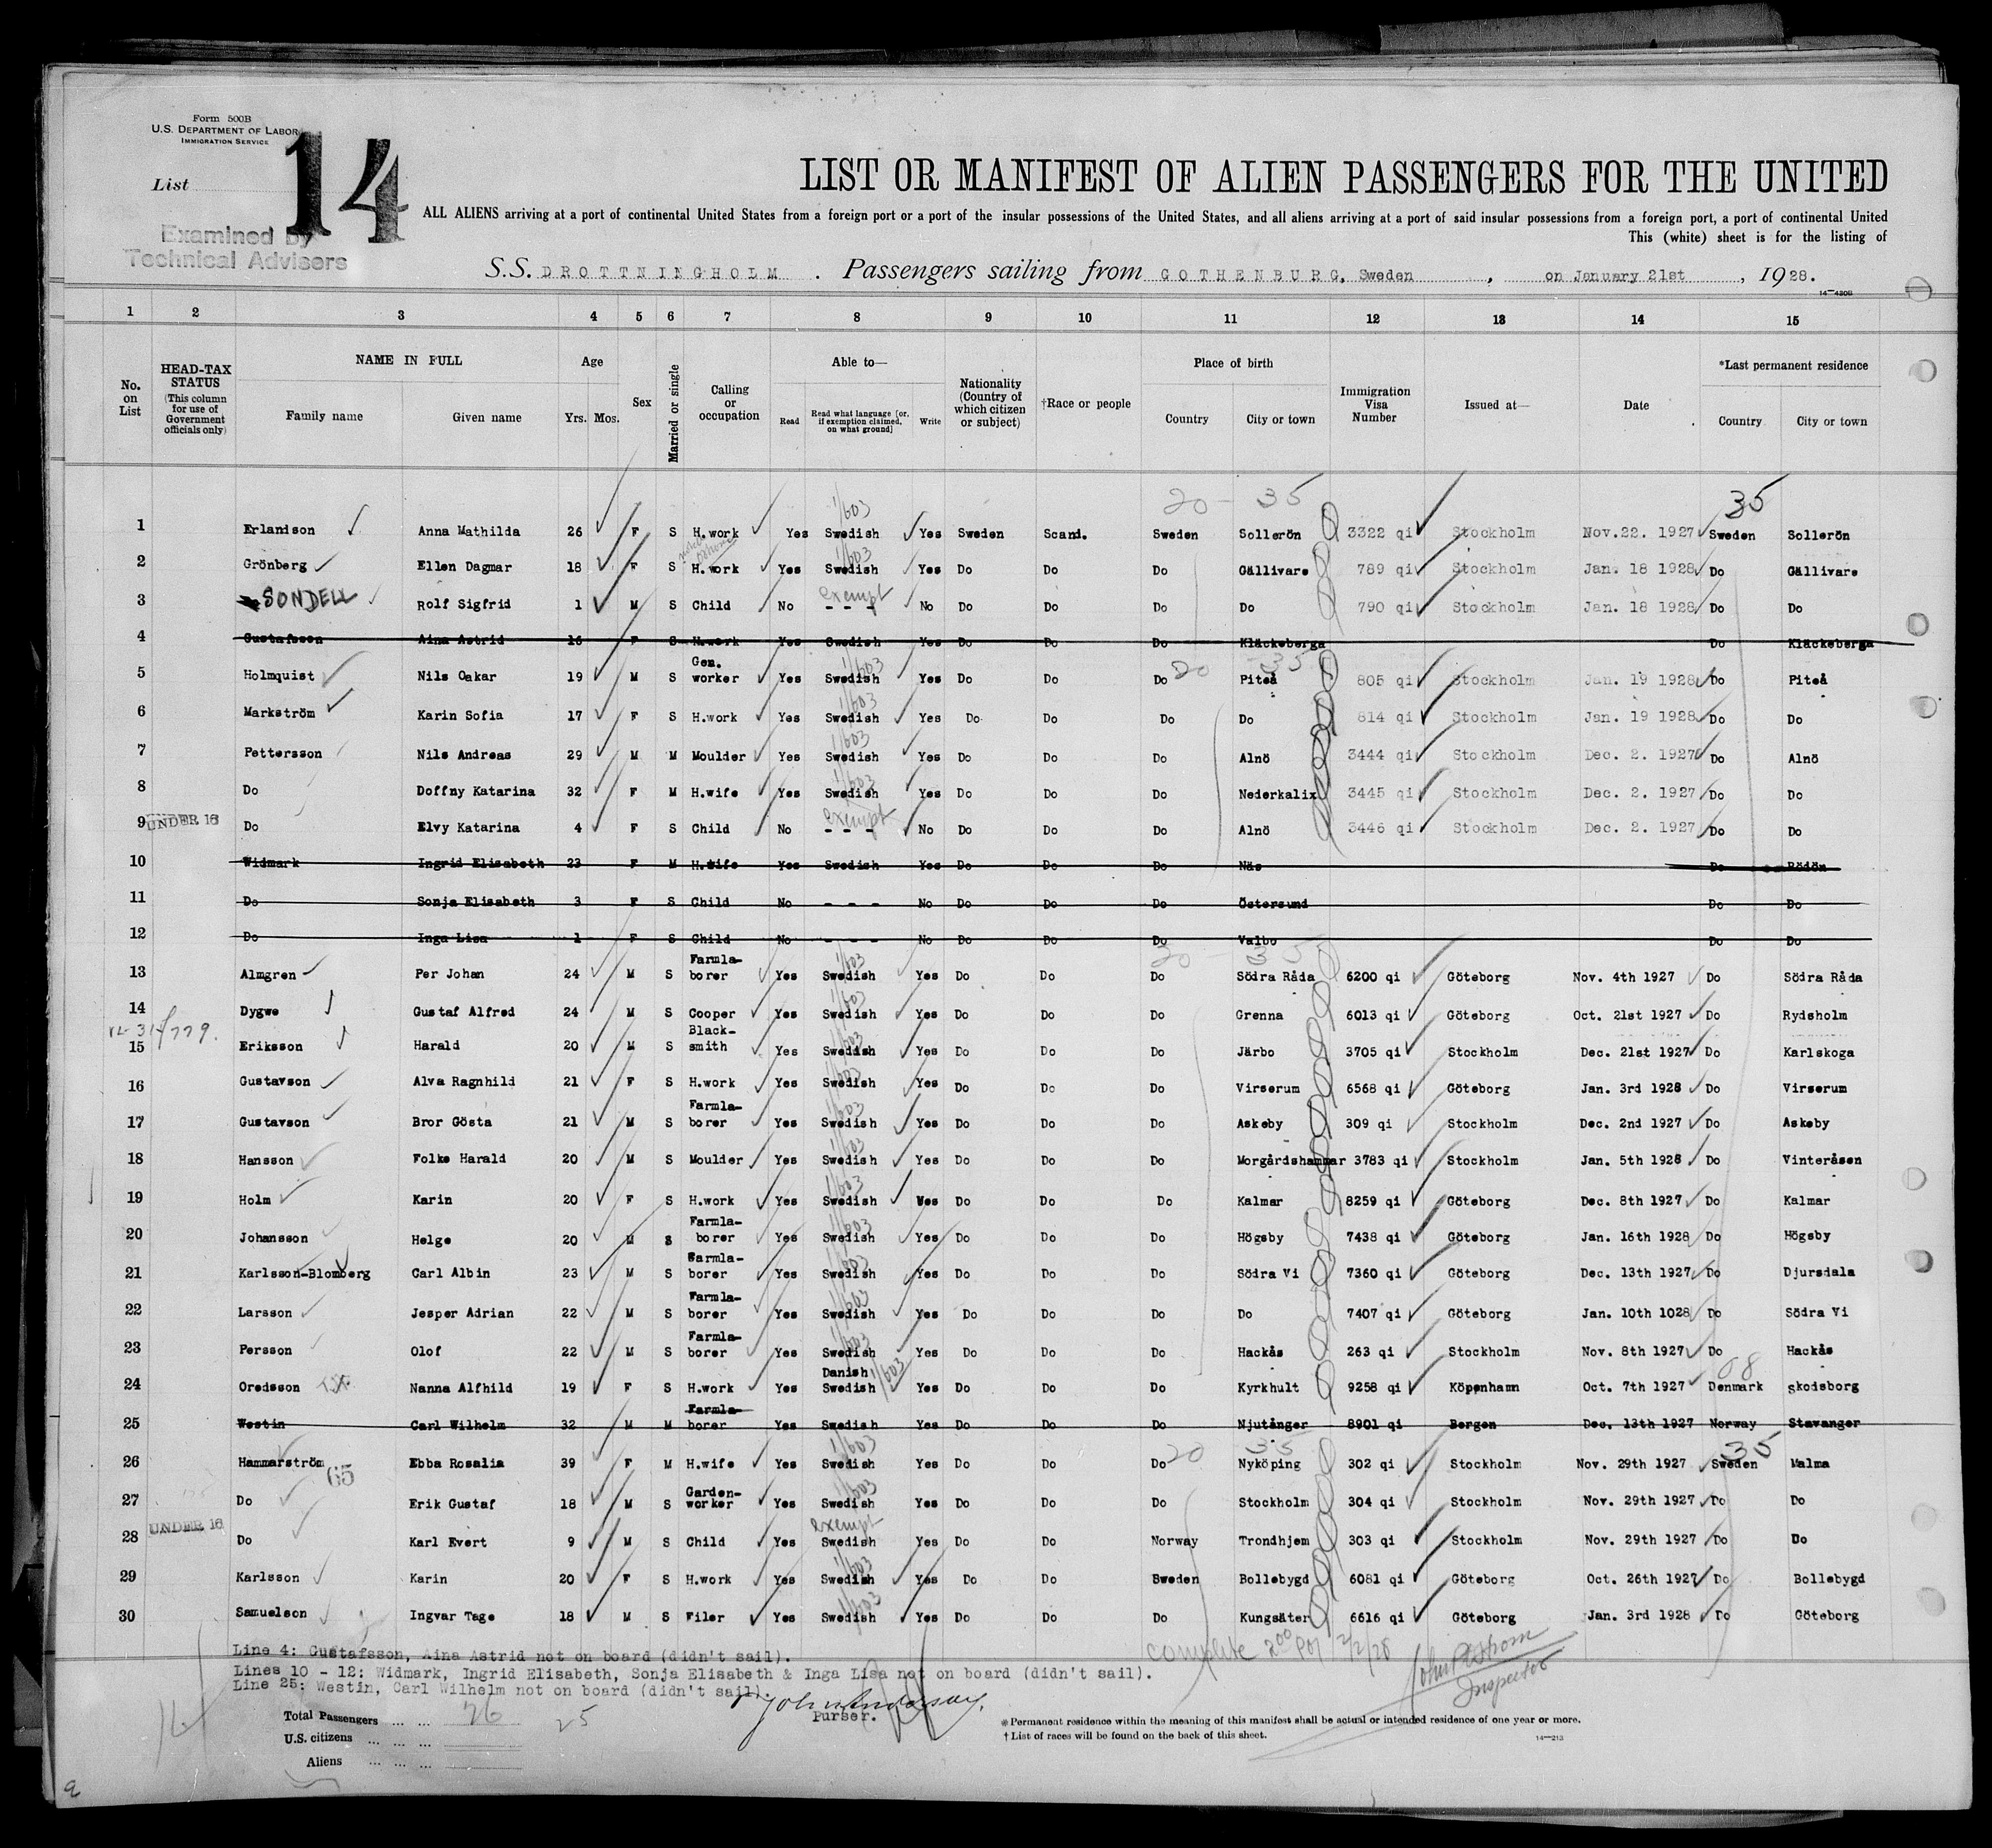 Form 500B
U.S. DEPARTMENT OF LABOR
IMMIGRATION SERVICE
List 14
Examined by
Technical Advisers
LIST OR MANIFEST OF ALIEN PASSENGERS FOR THE UNITED
ALL ALIENS arriving at a port of continental United States from a foreign port or a port of the insular possessions of the United States, and all aliens arriving at a port of said insular possessions from a foreign port, a port of continental United
This (white) sheet is for the listing of
S.S. DROTTNINGHOLM . Passengers sailing from GOTHENBURG, Sweden , on January 21st , 1928.
14—420B
1 2 3 4 5 6 7 8 9 10 11 12 13 14 15
No. on List HEAD-TAX STATUS (This column for use of Government officials only) NAME IN FULL Family name Given name Age Yrs. Mos. Sex Married or single Calling or occupation Able to— Read Read what language [or, if exemption claimed, on what ground] Write Nationality (Country of which citizen or subject) †Race or people Place of birth Country City or town Immigration Visa Number Issued at— Date *Last permanent residence Country City or town
20 - 35 35
1 Erlandson Anna Mathilda 26 F S H.work Yes Swedish Yes Sweden Scand. Sweden Sollerön 3322 qi Stockholm Nov.22. 1927 Sweden Sollerön
2 Grönberg Ellen Dagmar 18 F S H.work Yes Swedish Yes Do Do Do Gällivare 789 qi Stockholm Jan. 18 1928 Do Gällivare
3 SONDELL Rolf Sigfrid 1 M S Child No exempt - - - No Do Do Do Do 790 qi Stockholm Jan. 18 1928 Do Do
4 Gustafsson Aina Astrid 16 F S H.work Yes Swedish Yes Do Do Do Kläckeberga Do Kläckeberga
5 Holmquist Nils Oskar 19 M S Gen. worker Yes Swedish Yes Do Do Do 20 35 Piteå 805 qi Stockholm Jan. 19 1928 Do Piteå
6 Markström Karin Sofia 17 F S H.work Yes Swedish Yes Do Do Do Do 814 qi Stockholm Jan. 19 1928 Do Do
7 Pettersson Nils Andreas 29 M M Moulder Yes Swedish Yes Do Do Do Alnö 3444 qi Stockholm Dec. 2. 1927 Do Alnö
8 Do Doffny Katarina 32 F M H.wife Yes Swedish Yes Do Do Do Nederkalix 3445 qi Stockholm Dec. 2. 1927 Do Do
9 UNDER 16 Do Elvy Katarina 4 F S Child No exempt - - - No Do Do Do Alnö 3446 qi Stockholm Dec. 2. 1927 Do Do
10 Widmark Ingrid Elisabeth 23 F M H.wife Yes Swedish Yes Do Do Do Näs Do Rödön
11 Do Sonja Elisabeth 3 F S Child No - - - No Do Do Do Östersund Do Do
12 Do Inga Lisa 1 F S Child No - - - No Do Do Do Valbo Do Do
13 Almgren Per Johan 24 M S Farmla-borer Yes Swedish Yes Do Do Do Södra Råda 6200 qi Göteborg Nov. 4th 1927 Do Södra Råda
14 Dygwe Gustaf Alfred 24 M S Cooper Yes Swedish Yes Do Do Do Grenna 6013 qi Göteborg Oct. 21st 1927 Do Rydsholm
15 Eriksson Harald 20 M S Black-smith Yes Swedish Yes Do Do Do Järbo 3705 qi Stockholm Dec. 21st 1927 Do Karlskoga
16 Gustavson Alva Ragnhild 21 F S H.work Yes Swedish Yes Do Do Do Virserum 6568 qi Göteborg Jan. 3rd 1928 Do Virserum
17 Gustavson Bror Gösta 21 M S Farmla-borer Yes Swedish Yes Do Do Do Askeby 309 qi Stockholm Dec. 2nd 1927 Do Askeby
18 Hansson Folke Harald 20 M S Moulder Yes Swedish Yes Do Do Do Morgårdshammar 3783 qi Stockholm Jan. 5th 1928 Do Vinteråsen
19 Holm Karin 20 F S H.work Yes Swedish Yes Do Do Do Kalmar 8259 qi Göteborg Dec. 8th 1927 Do Kalmar
20 Johansson Helge 20 M S Farmla-borer Yes Swedish Yes Do Do Do Högsby 7438 qi Göteborg Jan. 16th 1928 Do Högsby
21 Karlsson-Blomberg Carl Albin 23 M S Farmla-borer Yes Swedish Yes Do Do Do Södra Vi 7360 qi Göteborg Dec. 13th 1927 Do Djursdala
22 Larsson Jesper Adrian 22 M S Farmla-borer Yes Swedish Yes Do Do Do Do 7407 qi Göteborg Jan. 10th 1028 Do Södra Vi
23 Persson Olof 22 M S Farmla-borer Yes Swedish Yes Do Do Do Hackås 263 qi Stockholm Nov. 8th 1927 Do Hackås
24 Oredsson Nanna Alfhild 19 F S H.work Yes Danish Swedish Yes Do Do Do Kyrkhult 9258 qi Köpenhamn Oct. 7th 1927 Denmark Skodsborg
25 Westin Carl Wilhelm 32 M M Farmla-borer Yes Swedish Yes Do Do Do Njutånger 8901 qi Bergen Dec. 13th 1927 Norway Stavanger
26 Hammarström 65 Ebba Rosalia 39 F M H.wife Yes Swedish Yes Do Do Do 20 35 Nyköping 302 qi Stockholm Nov. 29th 1927 35 Sweden Malma
27 Do Erik Gustaf 18 M S Garden-worker Yes Swedish Yes Do Do Do Stockholm 304 qi Stockholm Nov. 29th 1927 Do Do
28 UNDER 16 Do Karl Evert 9 M S Child Yes exempt Swedish Yes Do Do Norway Trondhjem 303 qi Stockholm Nov. 29th 1927 Do Do
29 Karlsson Karin 20 F S H.work Yes Swedish Yes Do Do Sweden Bollebygd 6081 qi Göteborg Oct. 26th 1927 Do Bollebygd
30 Samuelson Ingvar Tage 18 M S Filer Yes Swedish Yes Do Do Do Kungsäter 6616 qi Göteborg Jan. 3rd 1928 Do Göteborg
Line 4: Gustafsson, Aina Astrid not on board (didn't sail).
Lines 10 - 12: Widmark, Ingrid Elisabeth, Sonja Elisabeth & Inga Lisa not on board (didn't sail).
Line 25: Westin, Carl Wilhelm not on board (didn't sail).
Complete 2/2/28
Inspector
Purser.
Total Passengers ... ... 26 25
U.S. citizens ... ... ...
Aliens ... ... ...
*Permanent residence within the meaning of this manifest shall be actual or intended residence of one year or more.
†List of races will be found on the back of this sheet.
14—213